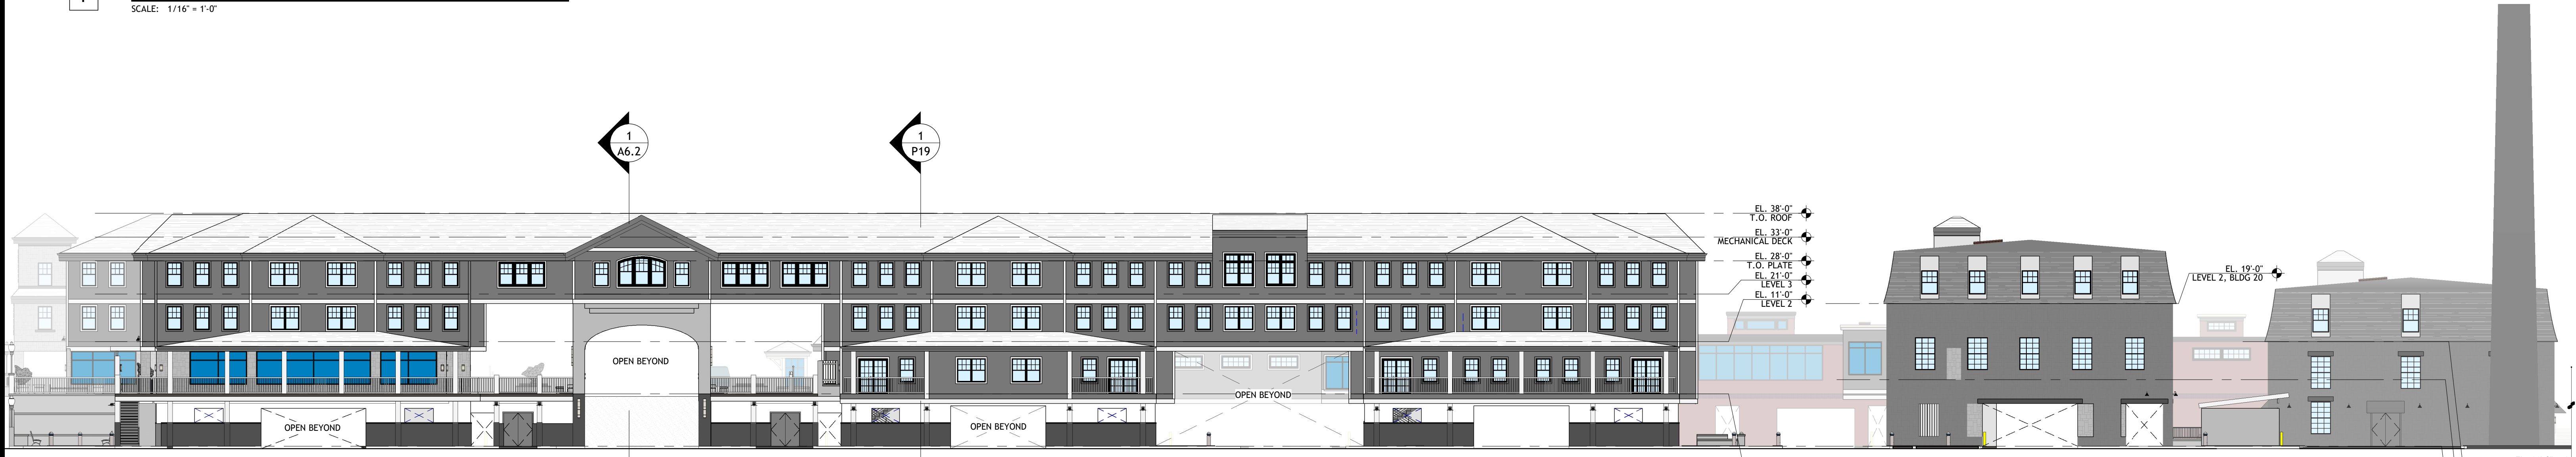 SCALE: 1/16" = 1'-0"
1
A6.2
1
P19
EL. 38'-0"
T.O. ROOF
EL. 33'-0"
MECHANICAL DECK
EL. 28'-0"
T.O. PLATE
EL. 21'-0"
LEVEL 3
EL. 11'-0"
LEVEL 2
EL. 19'-0"
LEVEL 2, BLDG 20
OPEN BEYOND
OPEN BEYOND
OPEN BEYOND
OPEN BEYOND